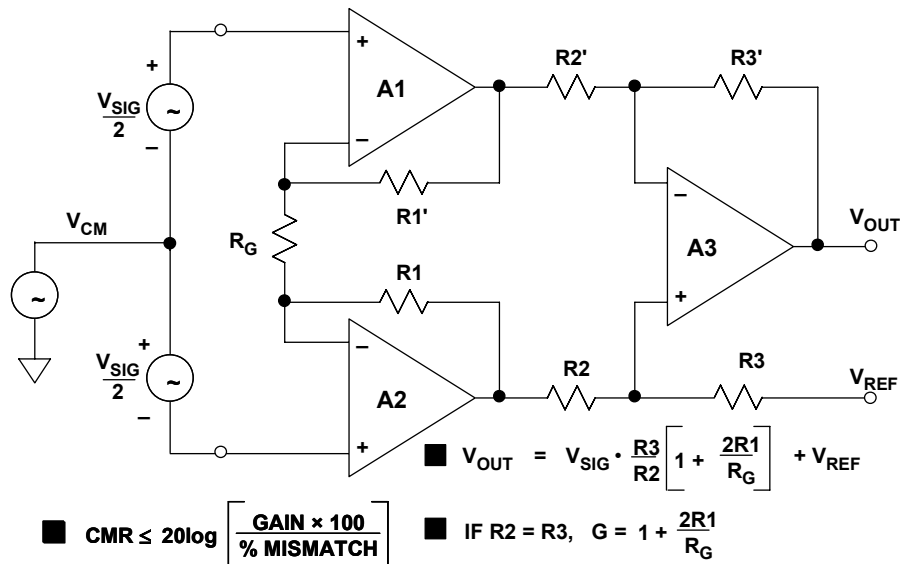 +
A1
−
R2'
R3'
+
V_SIG
2
~
−
R1'
V_CM
R_G
−
A3
+
V_OUT
~
R1
+
V_SIG
2
~
−
−
A2
+
R2
R3
V_REF
■ V_OUT = V_SIG • R3/R2 [1 + 2R1/R_G] + V_REF
■ CMR ≤ 20log [GAIN × 100 / % MISMATCH]
■ IF R2 = R3, G = 1 + 2R1/R_G